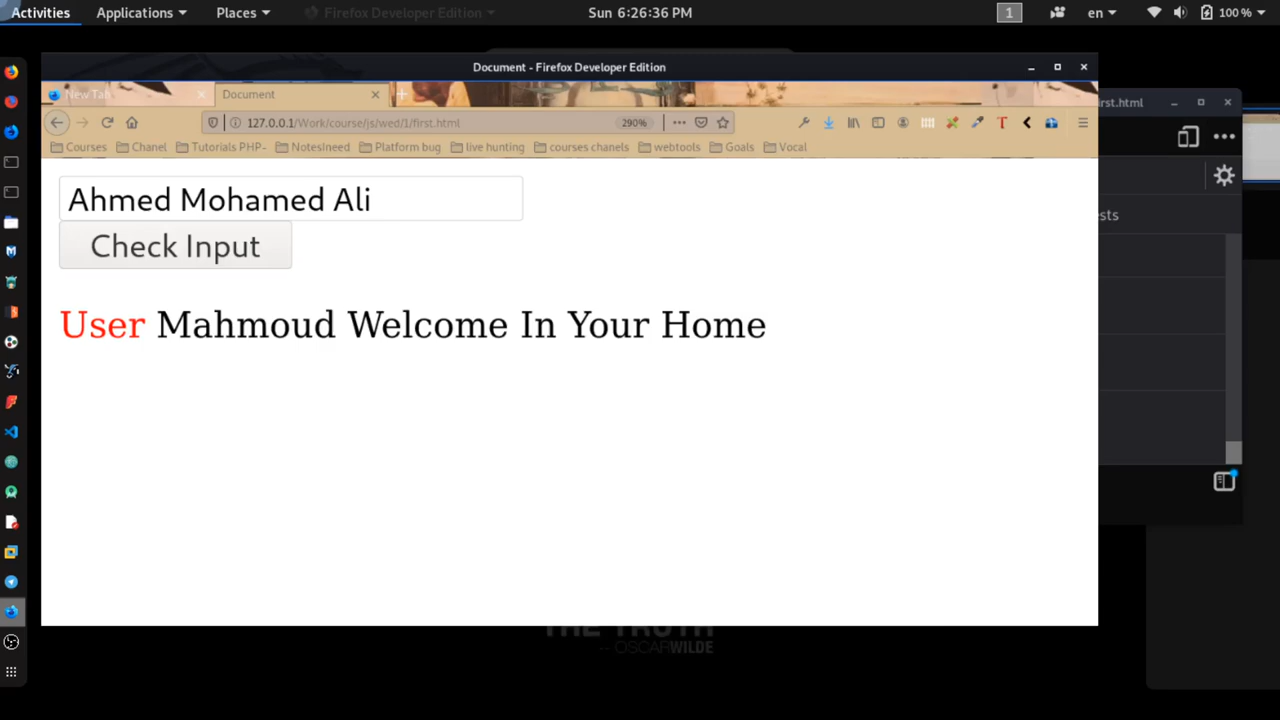 Activities Applications Places Firefox Developer Edition Sun 6:26:36 PM 1 en 100 %
Document - Firefox Developer Edition
New Tab Document
rst.html
127.0.0.1/Work/course/js/wed/1/first.html 290%
Courses Chanel Tutorials PHP- NotesIneed Platform bug live hunting courses chanels webtools Goals Vocal
Ahmed Mohamed Ali
ests
Check Input
User Mahmoud Welcome In Your Home
THE TRUTH
-- OSCARWILDE